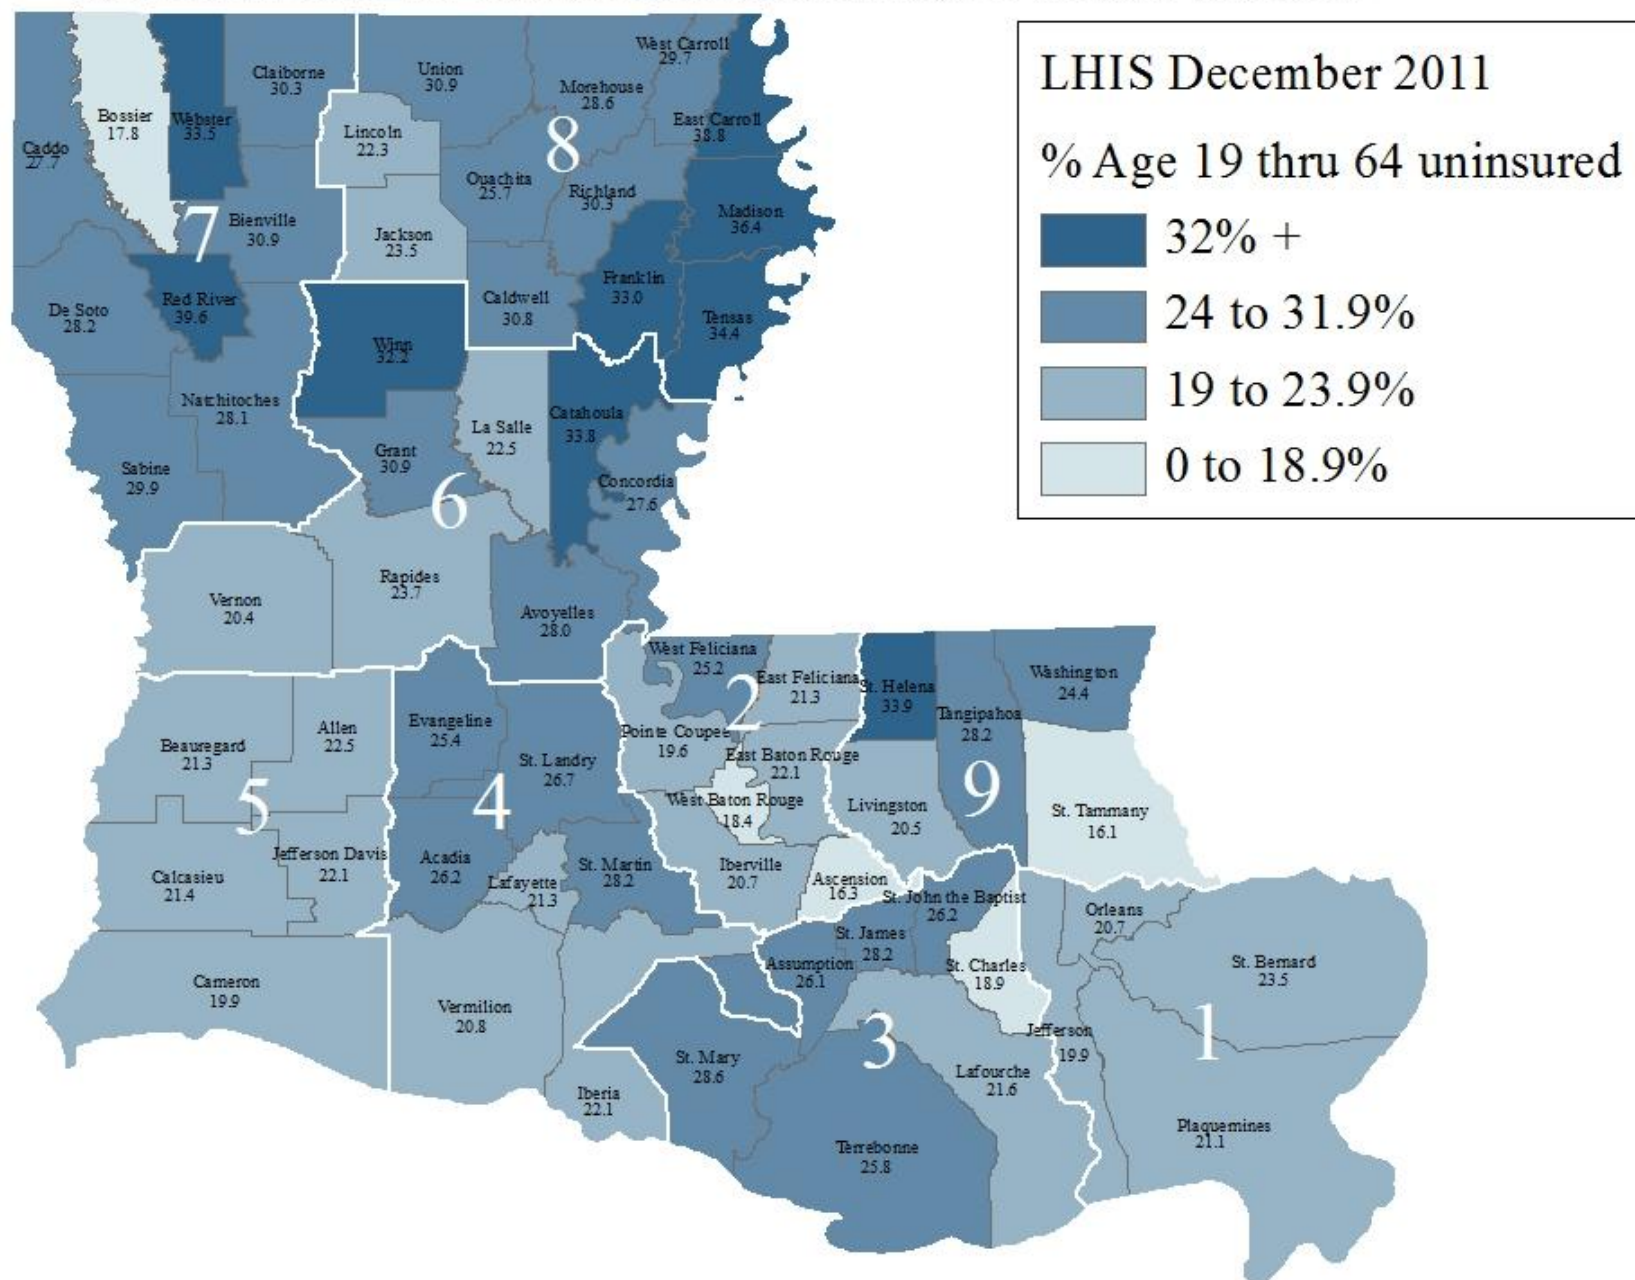 LHIS December 2011
% Age 19 thru 64 uninsured
32% +
24 to 31.9%
19 to 23.9%
0 to 18.9%
Caddo
27.7
Bossier
17.8
Webster
33.5
Claiborne
30.3
Union
30.9
Morehouse
28.6
West Carroll
29.7
East Carroll
38.8
Lincoln
22.3
8
Ouachita
25.7
Richland
30.3
Madison
36.4
7
Bienville
30.9
Jackson
23.5
De Soto
28.2
Red River
39.6
Caldwell
30.8
Franklin
33.0
Tensas
34.4
Winn
32.2
Natchitoches
28.1
La Salle
22.5
Catahoula
33.8
Sabine
29.9
Grant
30.9
6
Concordia
27.6
Vernon
20.4
Rapides
23.7
Avoyelles
28.0
West Feliciana
25.2
2
East Feliciana
21.3
St. Helena
33.9
Tangipahoa
28.2
Washington
24.4
Beauregard
21.3
Allen
22.5
Evangeline
25.4
St. Landry
26.7
Pointe Coupee
19.6
East Baton Rouge
22.1
West Baton Rouge
18.4
5
4
Livingston
20.5
9
St. Tammany
16.1
Calcasieu
21.4
Jefferson Davis
22.1
Acadia
26.2
Lafayette
21.3
St. Martin
28.2
Iberville
20.7
Ascension
16.3
St. John the Baptist
26.2
Orleans
20.7
St. James
28.2
Assumption
26.1
St. Charles
18.9
St. Bernard
23.5
Cameron
19.9
Vermilion
20.8
Jefferson
19.9
1
3
St. Mary
28.6
Lafourche
21.6
Iberia
22.1
Terrebonne
25.8
Plaquemines
21.1